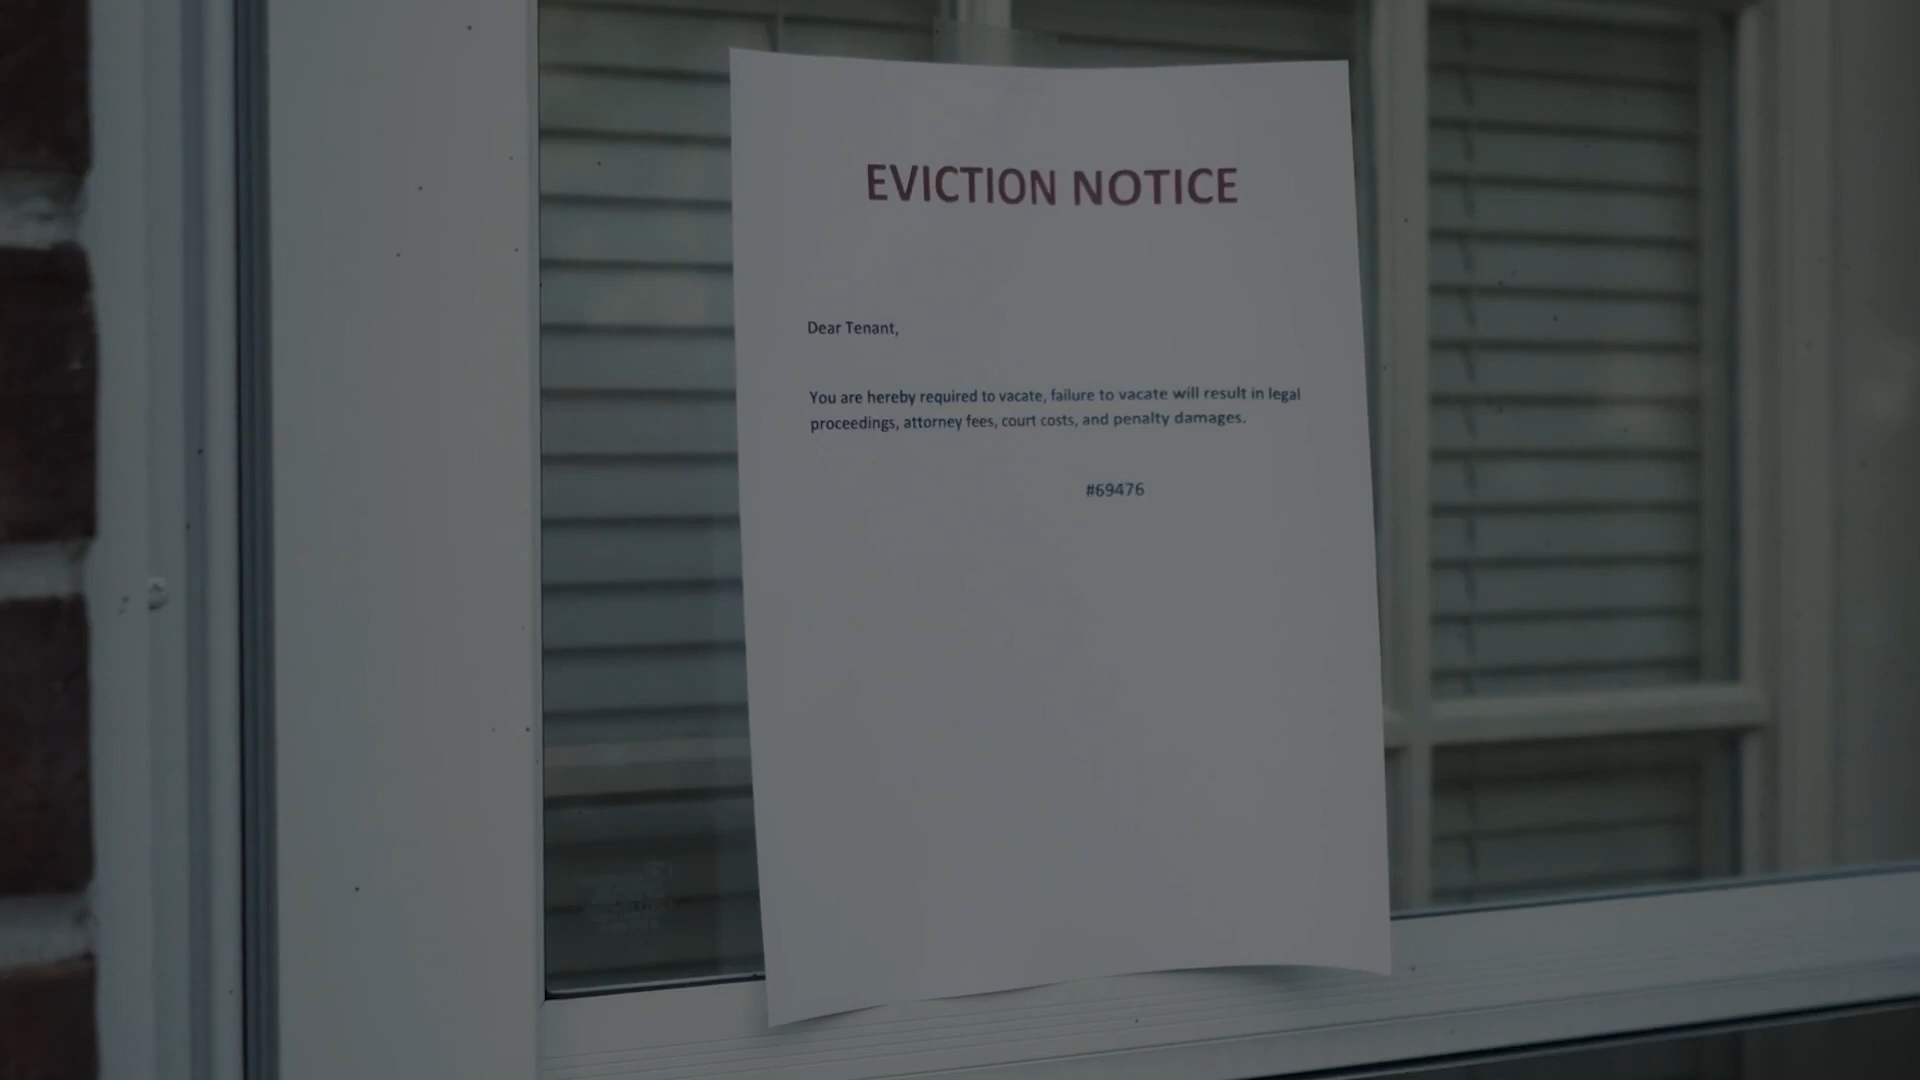 EVICTION NOTICE
Dear Tenant,
You are hereby required to vacate, failure to vacate will result in legal
proceedings, attorney fees, court costs, and penalty damages.
#69476